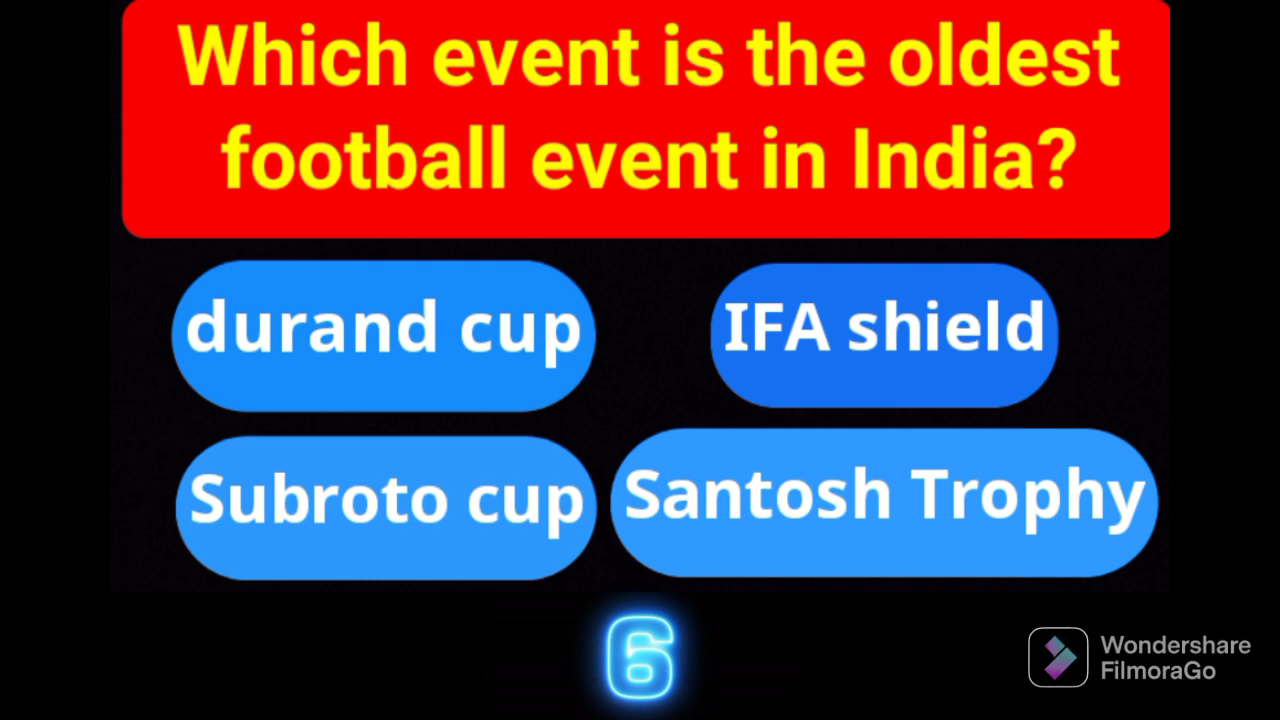 Which event is the oldest
football event in India?
durand cup
IFA shield
Subroto cup
Santosh Trophy
6
Wondershare
FilmoraGo